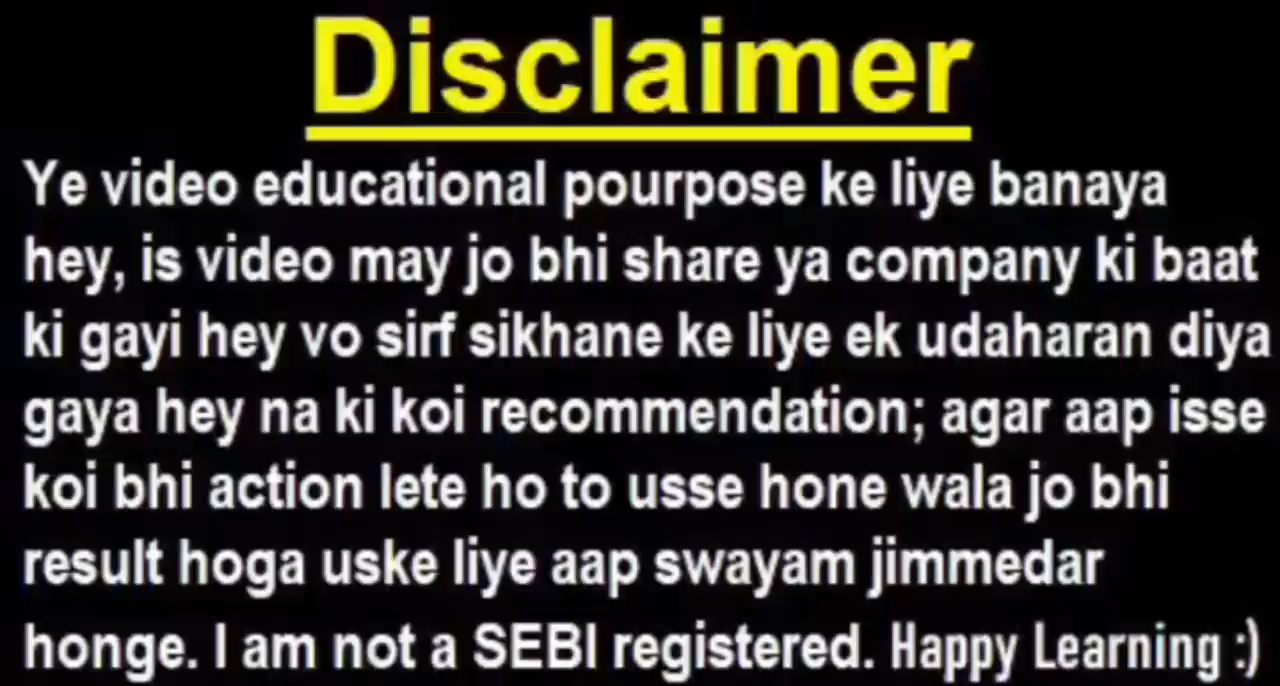 Disclaimer
Ye video educational pourpose ke liye banaya
hey, is video may jo bhi share ya company ki baat
ki gayi hey vo sirf sikhane ke liye ek udaharan diya
gaya hey na ki koi recommendation; agar aap isse
koi bhi action lete ho to usse hone wala jo bhi
result hoga uske liye aap swayam jimmedar
honge. I am not a SEBI registered. Happy Learning :)